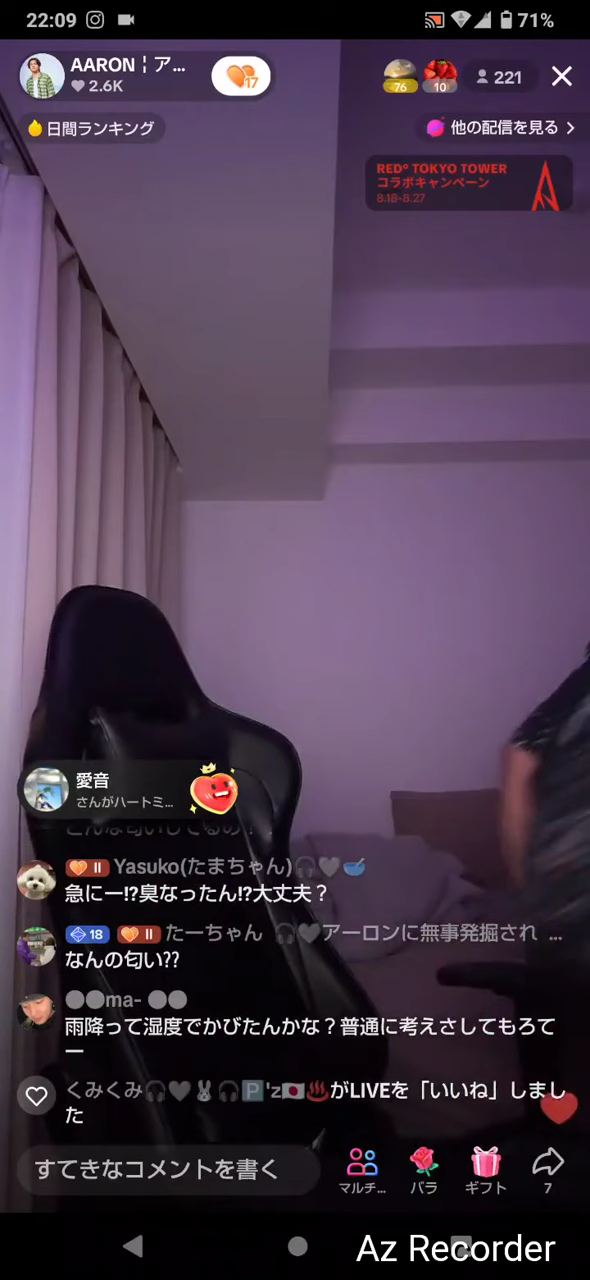 22:09
71%
AARON ¦ ア...
2.6K
17
76
10
221
日間ランキング
他の配信を見る
RED° TOKYO TOWER
コラボキャンペーン
8.18-8.27
愛音
さんがハートミ...
II Yasuko(たまちゃん)
急にー!?臭なったん!?大丈夫？
18 II たーちゃん アーロンに無事発掘され ...
なんの匂い??
ma-
雨降って湿度でかびたんかな？普通に考えさしてもろて
ー
くみくみ P'zがLIVEを「いいね」しまし
た
すてきなコメントを書く
マルチ...
バラ
ギフト
7
Az Recorder